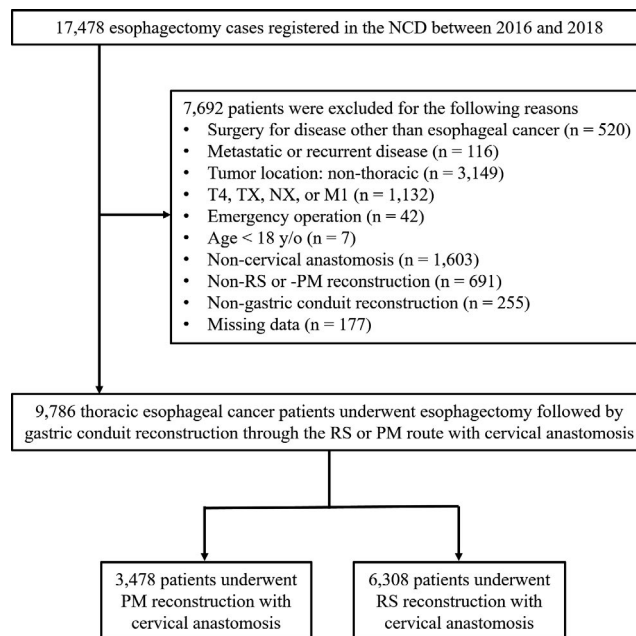 17,478 esophagectomy cases registered in the NCD between 2016 and 2018
7,692 patients were excluded for the following reasons
• Surgery for disease other than esophageal cancer (n = 520)
• Metastatic or recurrent disease (n = 116)
• Tumor location: non-thoracic (n = 3,149)
• T4, TX, NX, or M1 (n = 1,132)
• Emergency operation (n = 42)
• Age < 18 y/o (n = 7)
• Non-cervical anastomosis (n = 1,603)
• Non-RS or -PM reconstruction (n = 691)
• Non-gastric conduit reconstruction (n = 255)
• Missing data (n = 177)
9,786 thoracic esophageal cancer patients underwent esophagectomy followed by
gastric conduit reconstruction through the RS or PM route with cervical anastomosis
3,478 patients underwent
PM reconstruction with
cervical anastomosis
6,308 patients underwent
RS reconstruction with
cervical anastomosis